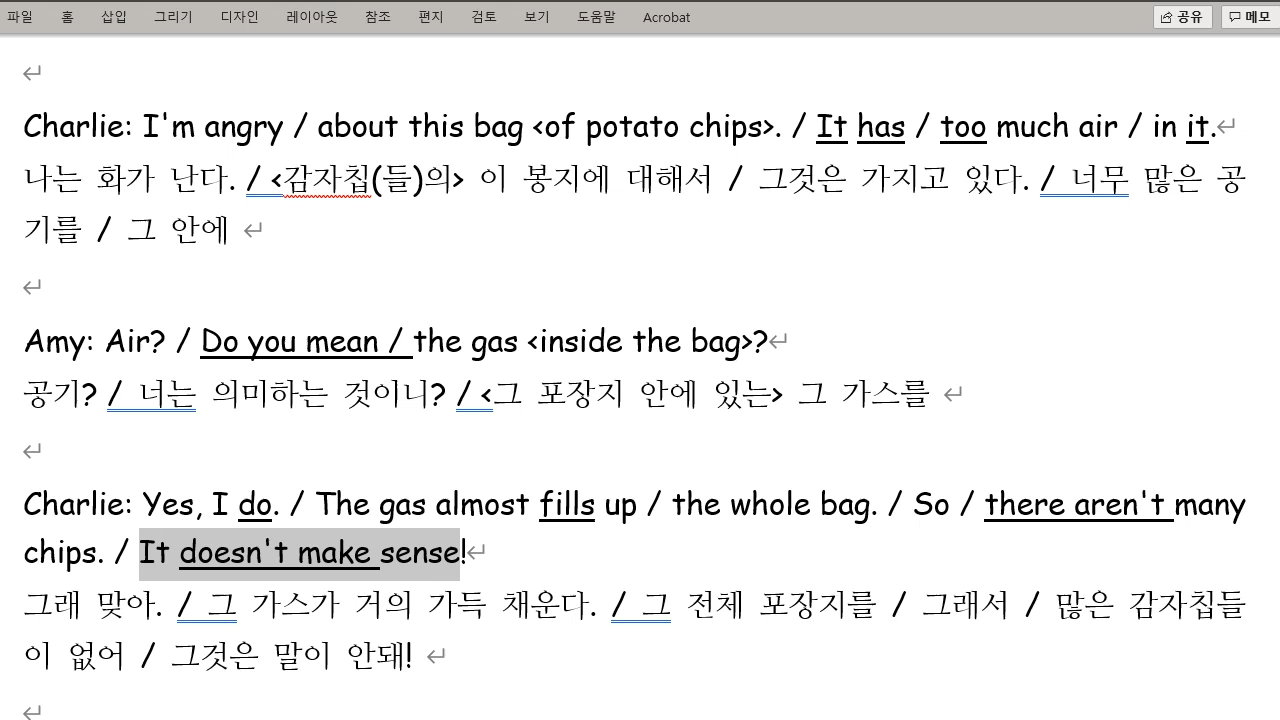 파일 홈 삽입 그리기 디자인 레이아웃 참조 편지 검토 보기 도움말 Acrobat 공유 메모
Charlie: I'm angry / about this bag <of potato chips>. / It has / too much air / in it.
나는 화가 난다. / <감자칩(들)의> 이 봉지에 대해서 / 그것은 가지고 있다. / 너무 많은 공
기를 / 그 안에
Amy: Air? / Do you mean / the gas <inside the bag>?
공기? / 너는 의미하는 것이니? / <그 포장지 안에 있는> 그 가스를
Charlie: Yes, I do. / The gas almost fills up / the whole bag. / So / there aren't many
chips. / It doesn't make sense!
그래 맞아. / 그 가스가 거의 가득 채운다. / 그 전체 포장지를 / 그래서 / 많은 감자칩들
이 없어 / 그것은 말이 안돼!